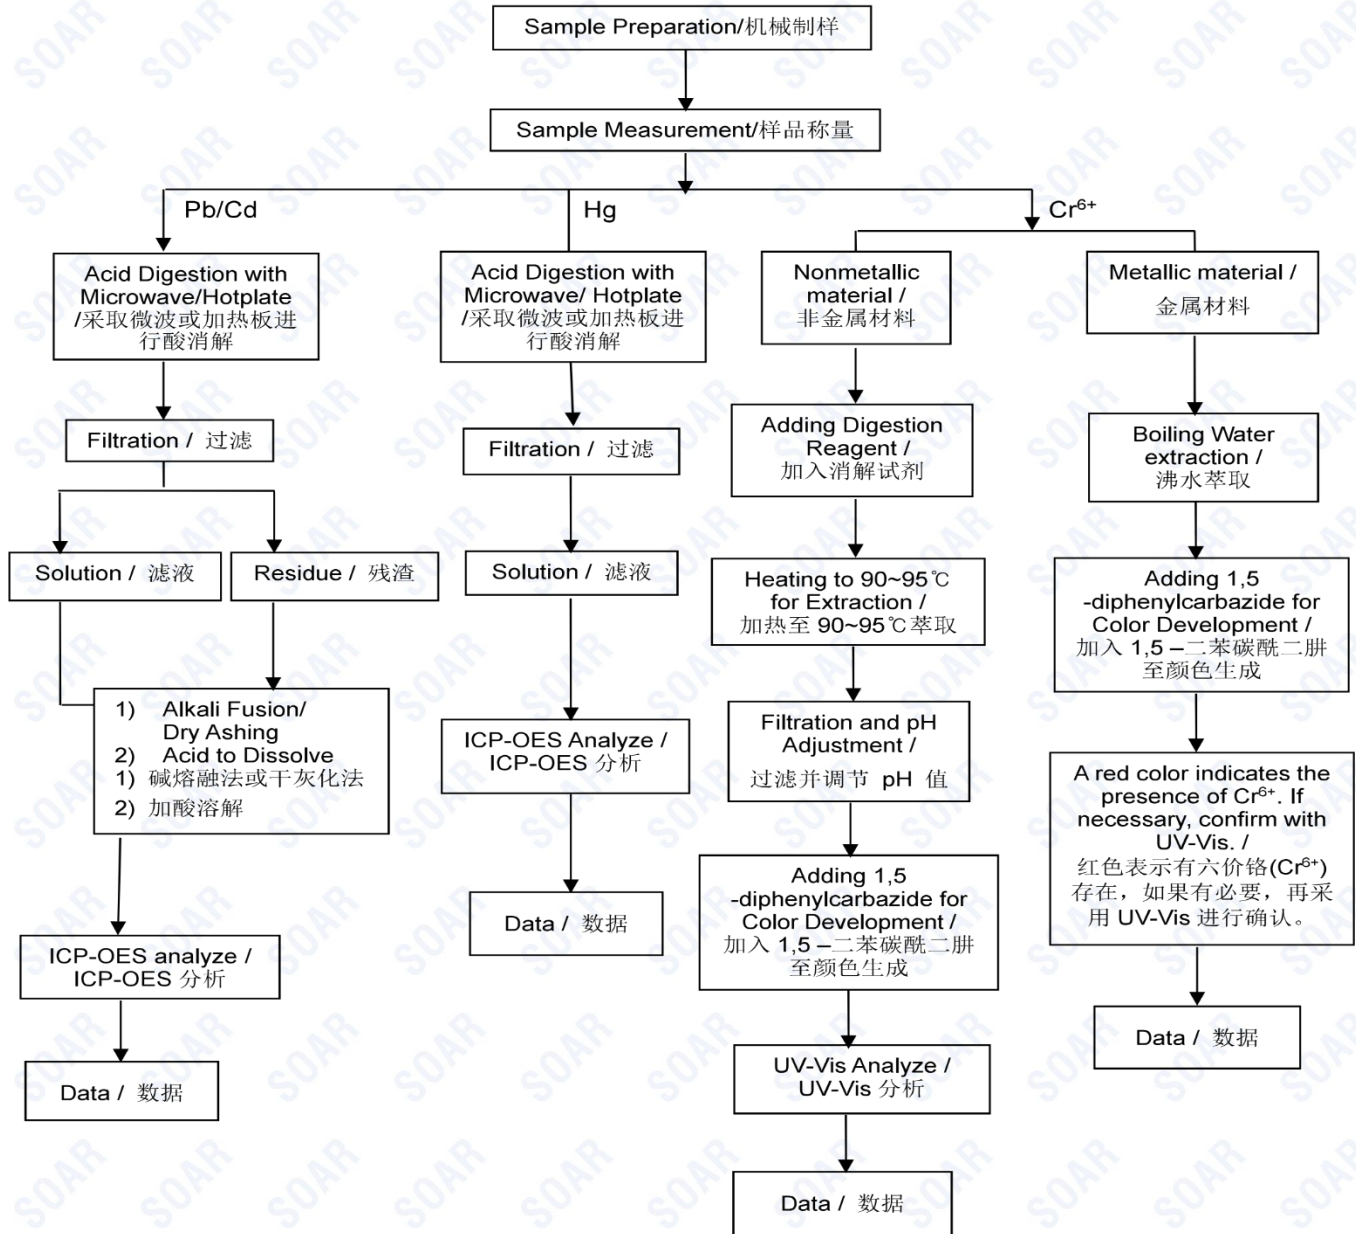 Sample Preparation/机械制样
Sample Measurement/样品称量
Pb/Cd
Hg
Cr⁶⁺
Acid Digestion with
Microwave/Hotplate
/采取微波或加热板进
行酸消解
Filtration / 过滤
Solution / 滤液
Residue / 残渣
1) Alkali Fusion/
Dry Ashing
2) Acid to Dissolve
1) 碱熔融法或干灰化法
2) 加酸溶解
ICP-OES analyze /
ICP-OES 分析
Data / 数据
Acid Digestion with
Microwave/ Hotplate
/采取微波或加热板进
行酸消解
Filtration / 过滤
Solution / 滤液
ICP-OES Analyze /
ICP-OES 分析
Data / 数据
Nonmetallic
material /
非金属材料
Adding Digestion
Reagent /
加入消解试剂
Heating to 90~95℃
for Extraction /
加热至 90~95℃萃取
Filtration and pH
Adjustment /
过滤并调节 pH 值
Adding 1,5
-diphenylcarbazide for
Color Development /
加入 1,5 –二苯碳酰二肼
至颜色生成
UV-Vis Analyze /
UV-Vis 分析
Data / 数据
Metallic material /
金属材料
Boiling Water
extraction /
沸水萃取
Adding 1,5
-diphenylcarbazide for
Color Development /
加入 1,5 –二苯碳酰二肼
至颜色生成
A red color indicates the
presence of Cr⁶⁺. If
necessary, confirm with
UV-Vis. /
红色表示有六价铬(Cr⁶⁺)
存在，如果有必要，再采
用 UV-Vis 进行确认。
Data / 数据
SOAR